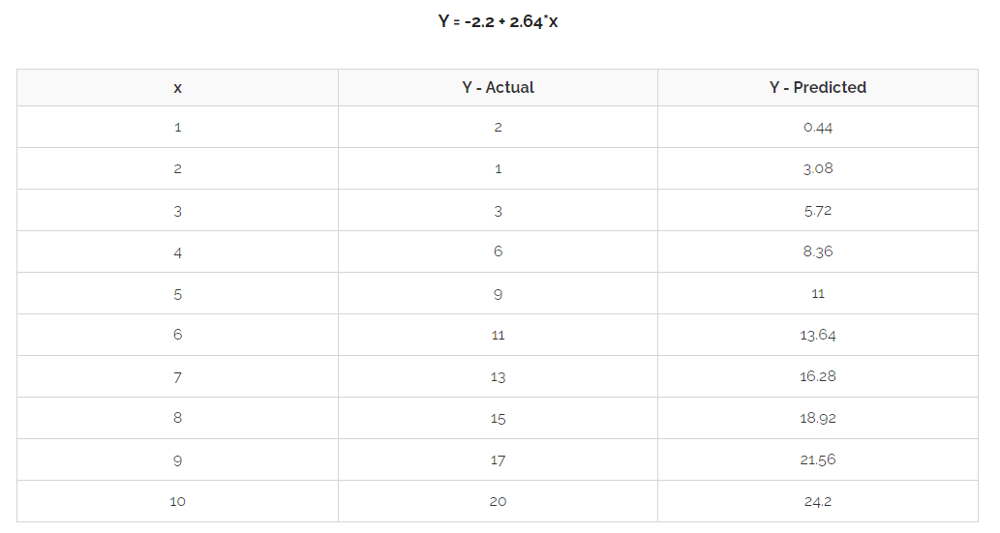 Y = -2.2 + 2.64*x
x Y - Actual Y - Predicted
1 2 0.44
2 1 3.08
3 3 5.72
4 6 8.36
5 9 11
6 11 13.64
7 13 16.28
8 15 18.92
9 17 21.56
10 20 24.2